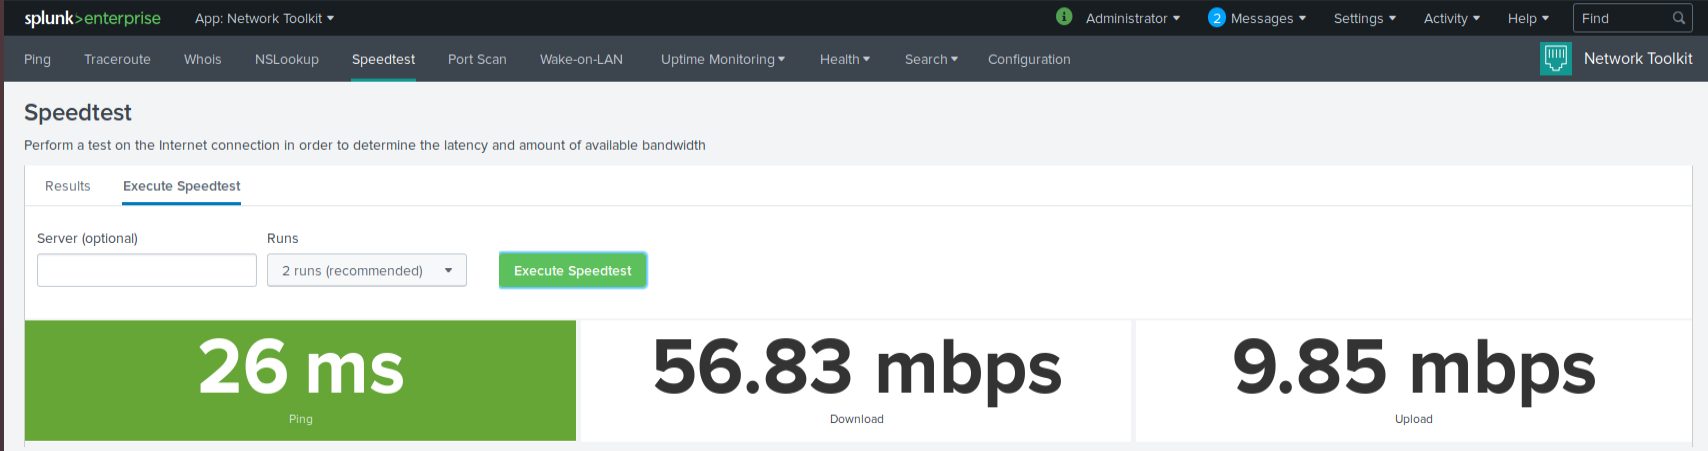 splunk>enterprise App: Network Toolkit i Administrator 2 Messages Settings Activity Help Find
Ping Traceroute Whois NSLookup Speedtest Port Scan Wake-on-LAN Uptime Monitoring Health Search Configuration Network Toolkit
Speedtest
Perform a test on the Internet connection in order to determine the latency and amount of available bandwidth
Results Execute Speedtest
Server (optional) Runs
2 runs (recommended) Execute Speedtest
26 ms 56.83 mbps 9.85 mbps
Ping Download Upload